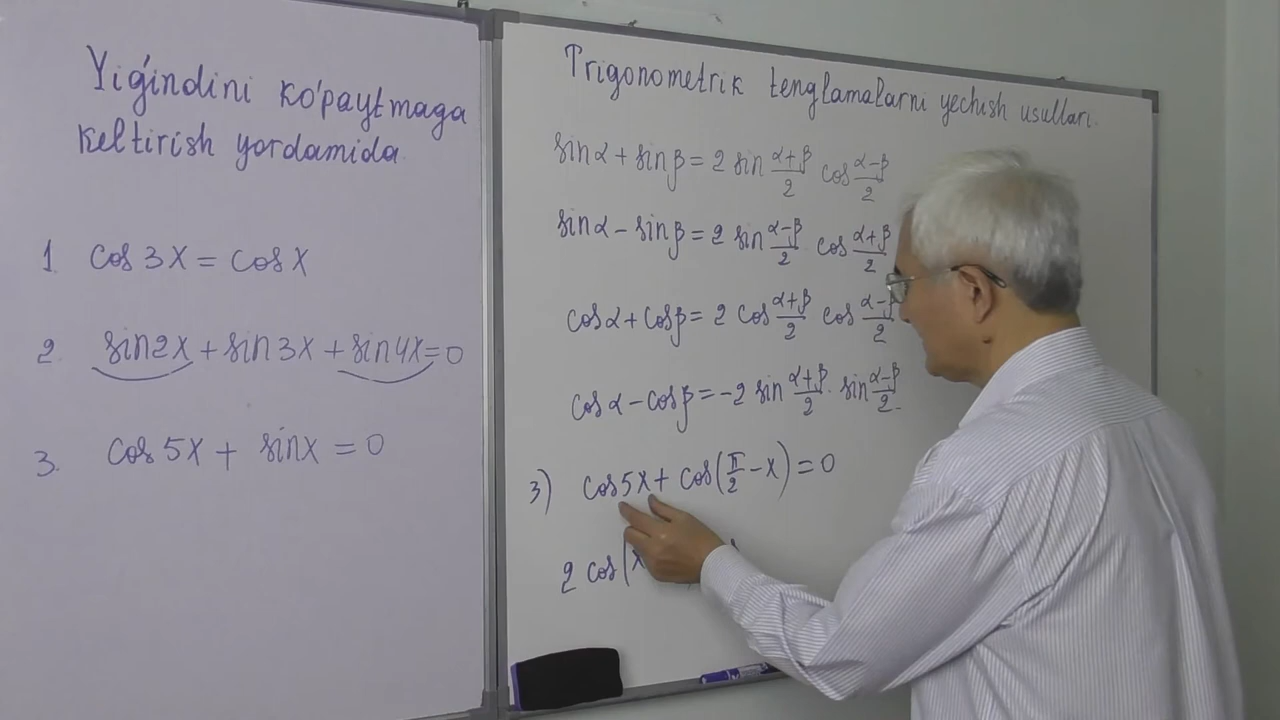 Yig'indini ko'paytmaga
keltirish yordamida
1. cos 3x = cos x
2. sin 2x + sin 3x + sin 4x = 0
3. cos 5x + sin x = 0
Trigonometrik tenglamalarni yechish usullari.
sin α + sin β = 2 sin (α+β)/2 cos (α-β)/2
sin α - sin β = 2 sin (α-β)/2 cos (α+β)/2
cos α + cos β = 2 cos (α+β)/2 cos (α-β)/2
cos α - cos β = -2 sin (α+β)/2 · sin (α-β)/2
3) cos 5x + cos (π/2 - x) = 0
2 cos (